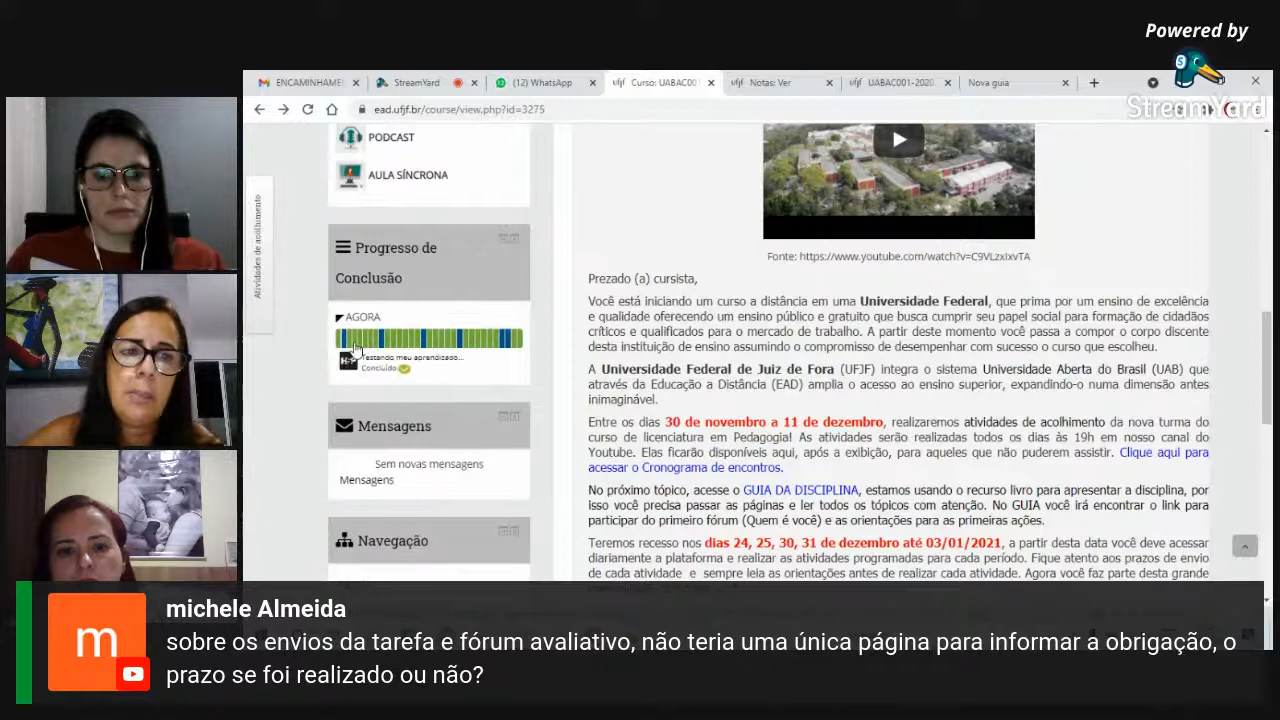 Powered by
StreamYard
ENCAMINHAME
StreamYard
(12) WhatsApp
ufjf Curso: UABAC001
ufjf Notas: Ver
ufjf UABAC001-2020.
Nova guia
ead.ufjf.br/course/view.php?id=3275
Atividades de acolhimento
PODCAST
AULA SÍNCRONA
Progresso de
Conclusão
AGORA
Testando meu aprendizado...
Concluído
Mensagens
Sem novas mensagens
Mensagens
Navegação
Fonte: https://www.youtube.com/watch?v=C9VLzxIxvTA
Prezado (a) cursista,
Você está iniciando um curso a distância em uma Universidade Federal, que prima por um ensino de excelência
e qualidade oferecendo um ensino público e gratuito que busca cumprir seu papel social para formação de cidadãos
críticos e qualificados para o mercado de trabalho. A partir deste momento você passa a compor o corpo discente
desta instituição de ensino assumindo o compromisso de desempenhar com sucesso o curso que escolheu.
A Universidade Federal de Juiz de Fora (UFJF) integra o sistema Universidade Aberta do Brasil (UAB) que
através da Educação a Distância (EAD) amplia o acesso ao ensino superior, expandindo-o numa dimensão antes
inimaginável.
Entre os dias 30 de novembro a 11 de dezembro, realizaremos atividades de acolhimento da nova turma do
curso de licenciatura em Pedagogia! As atividades serão realizadas todos os dias às 19h em nosso canal do
Youtube. Elas ficarão disponíveis aqui, após a exibição, para aqueles que não puderem assistir. Clique aqui para
acessar o Cronograma de encontros.
No próximo tópico, acesse o GUIA DA DISCIPLINA, estamos usando o recurso livro para apresentar a disciplina, por
isso você precisa passar as páginas e ler todos os tópicos com atenção. No GUIA você irá encontrar o link para
participar do primeiro fórum (Quem é você) e as orientações para as primeiras ações.
Teremos recesso nos dias 24, 25, 30, 31 de dezembro até 03/01/2021, a partir desta data você deve acessar
diariamente a plataforma e realizar as atividades programadas para cada período. Fique atento aos prazos de envio
de cada atividade e sempre leia as orientações antes de realizar cada atividade. Agora você faz parte desta grande
m
michele Almeida
sobre os envios da tarefa e fórum avaliativo, não teria uma única página para informar a obrigação, o
prazo se foi realizado ou não?